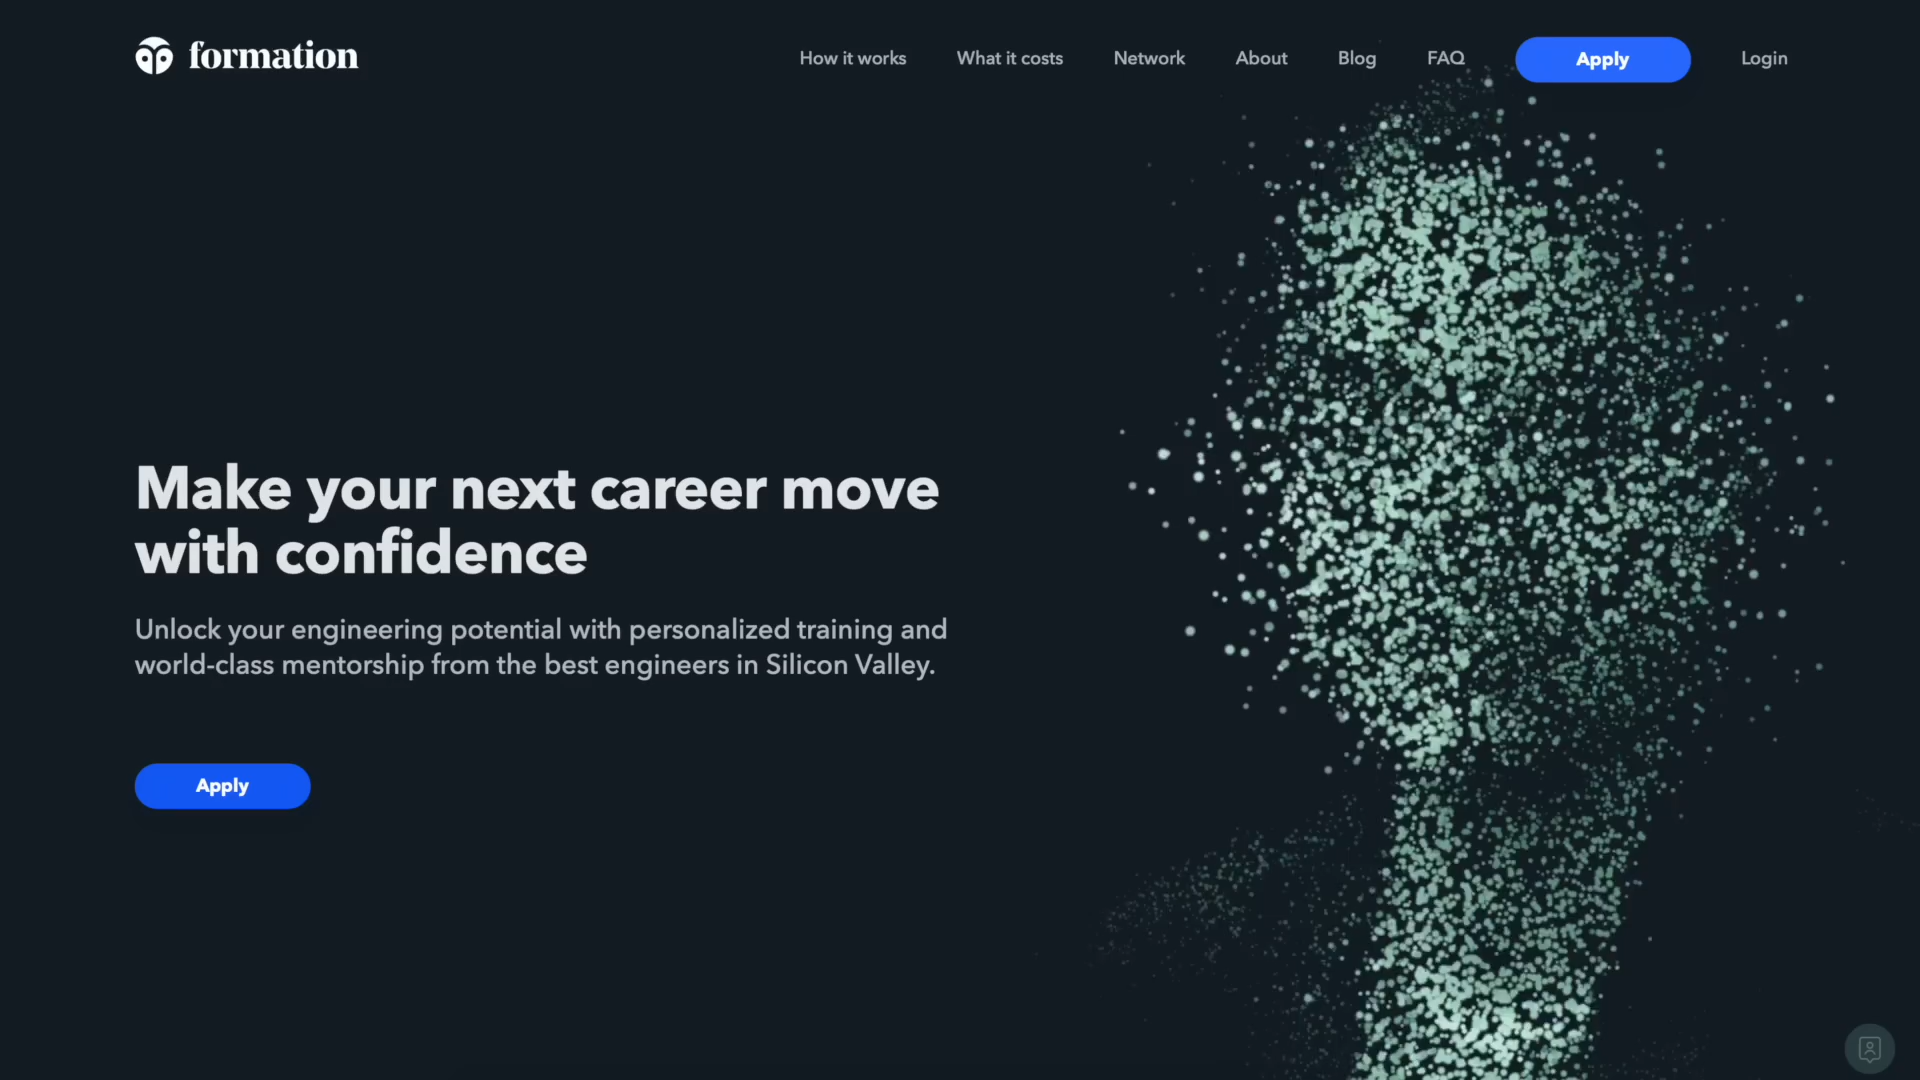 formation
How it works
What it costs
Network
About
Blog
FAQ
Apply
Login
Make your next career move
with confidence
Unlock your engineering potential with personalized training and
world-class mentorship from the best engineers in Silicon Valley.
Apply